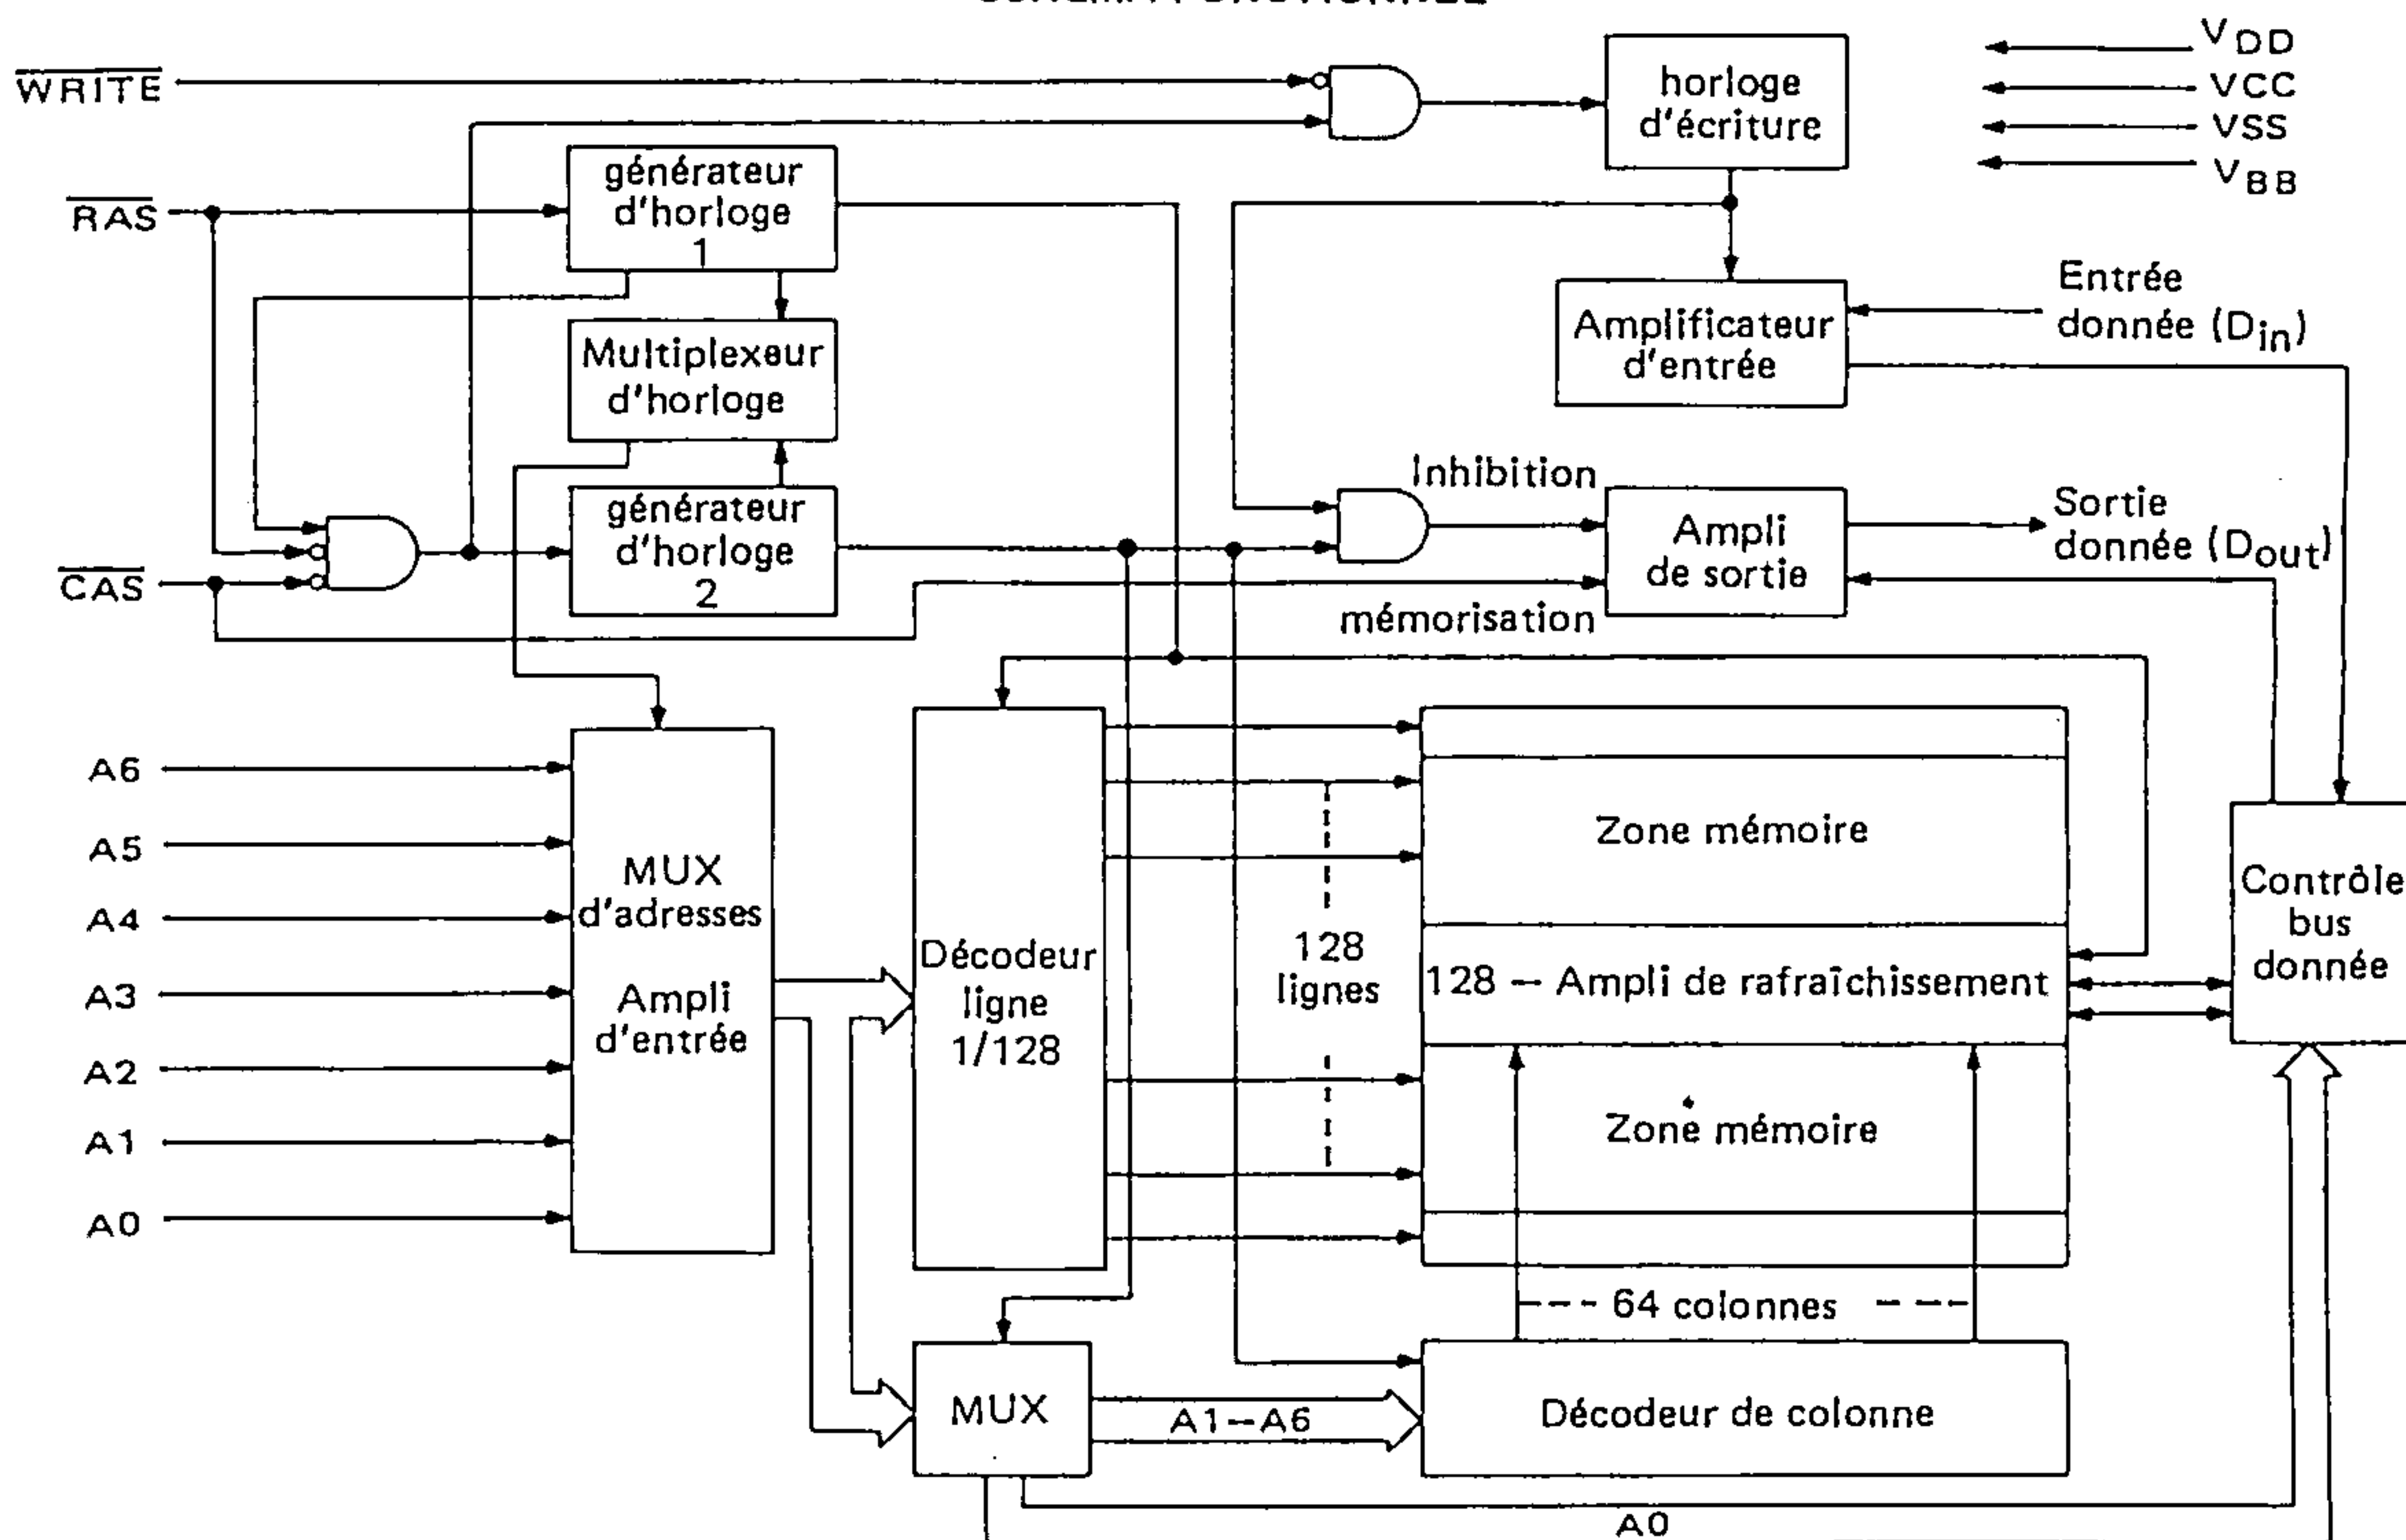 WRITE
horloge
d'écriture
VDD
VCC
VSS
VBB
RAS
générateur
d'horloge
1
Multiplexeur
d'horloge
Amplificateur
d'entrée
Entrée
donnée (Din)
générateur
d'horloge
2
CAS
Inhibition
mémorisation
Ampli
de sortie
Sortie
donnée (Dout)
A6
A5
A4
A3
A2
A1
A0
MUX
d'adresses
Ampli
d'entrée
Décodeur
ligne
1/128
128
lignes
Zone mémoire
128 — Ampli de rafraîchissement
Zone mémoire
Contrôle
bus
donnée
64 colonnes
MUX
A1—A6
Décodeur de colonne
A0